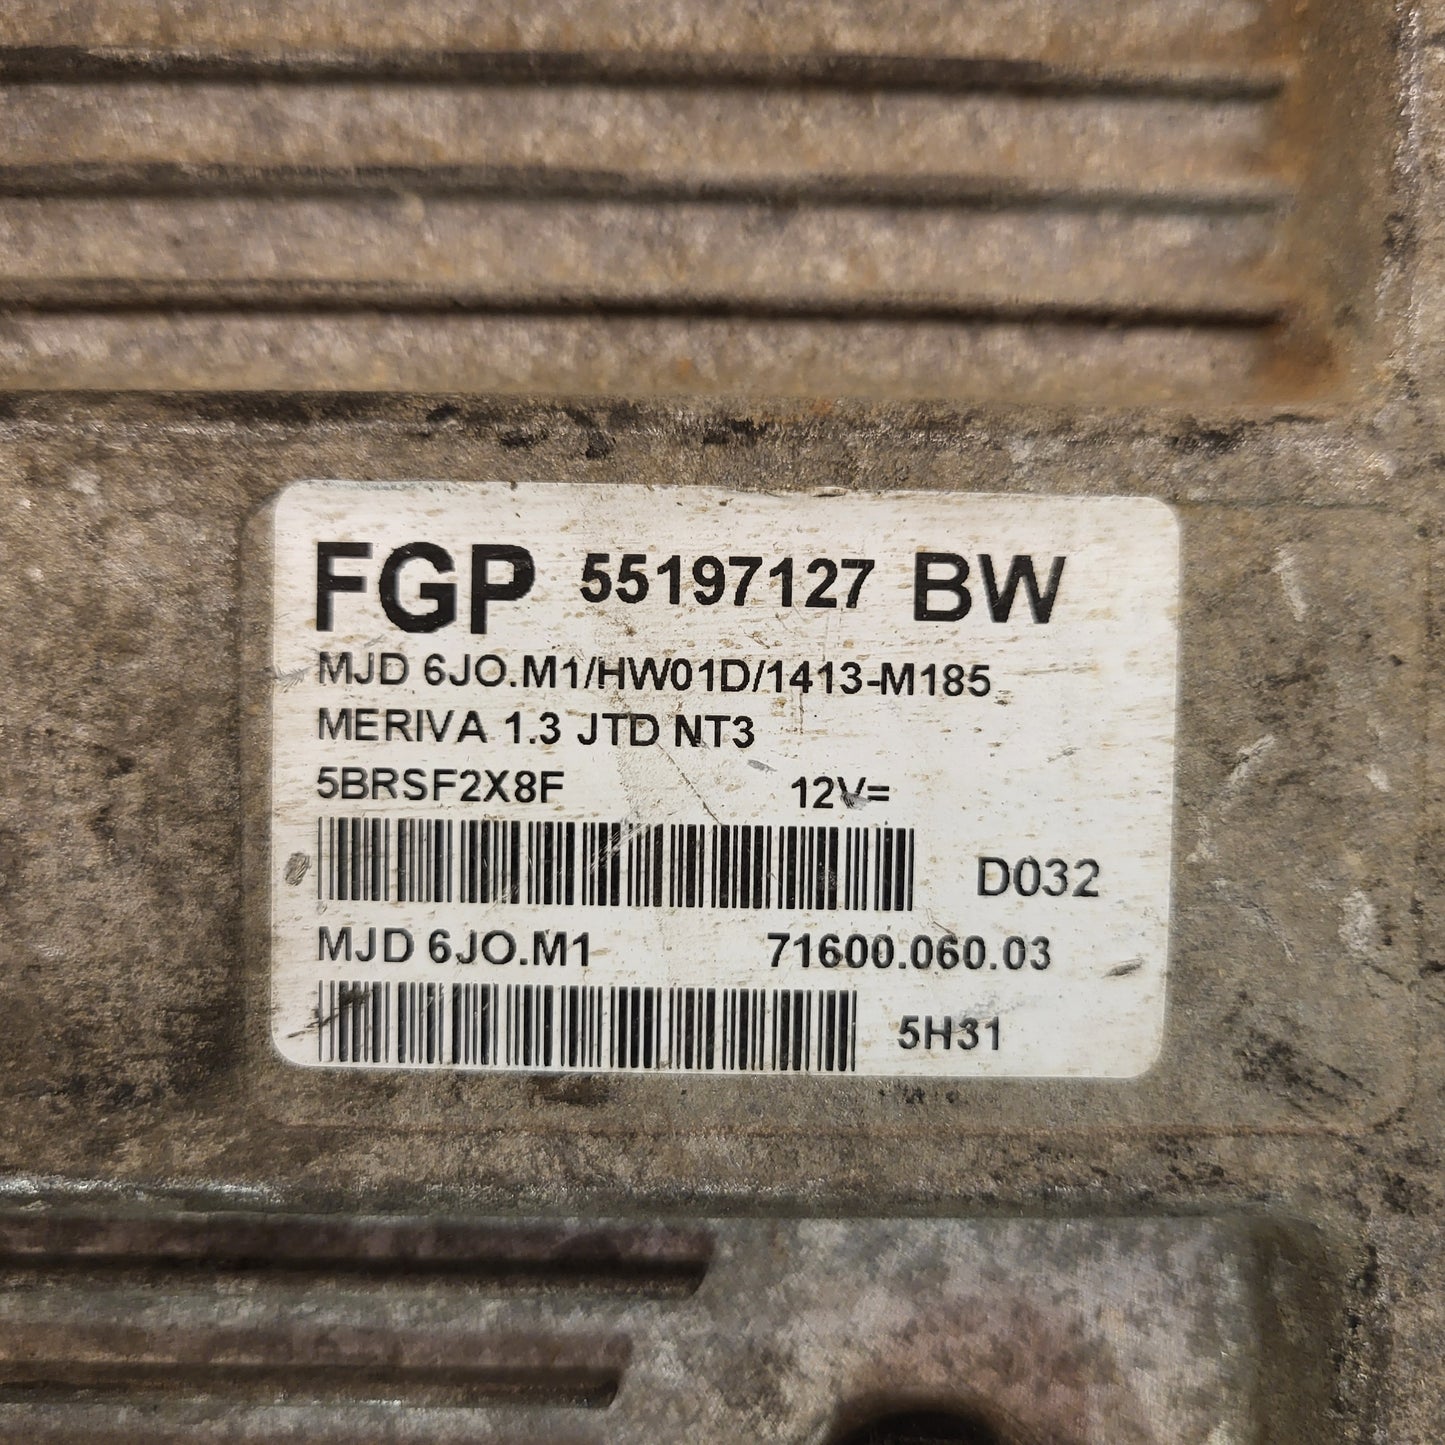 FGP 55197127 BW
MJD 6JO.M1/HW01D/1413-M185
MERIVA 1.3 JTD NT3
5BRSF2X8F 12V=
D032
MJD 6JO.M1 71600.060.03
5H31